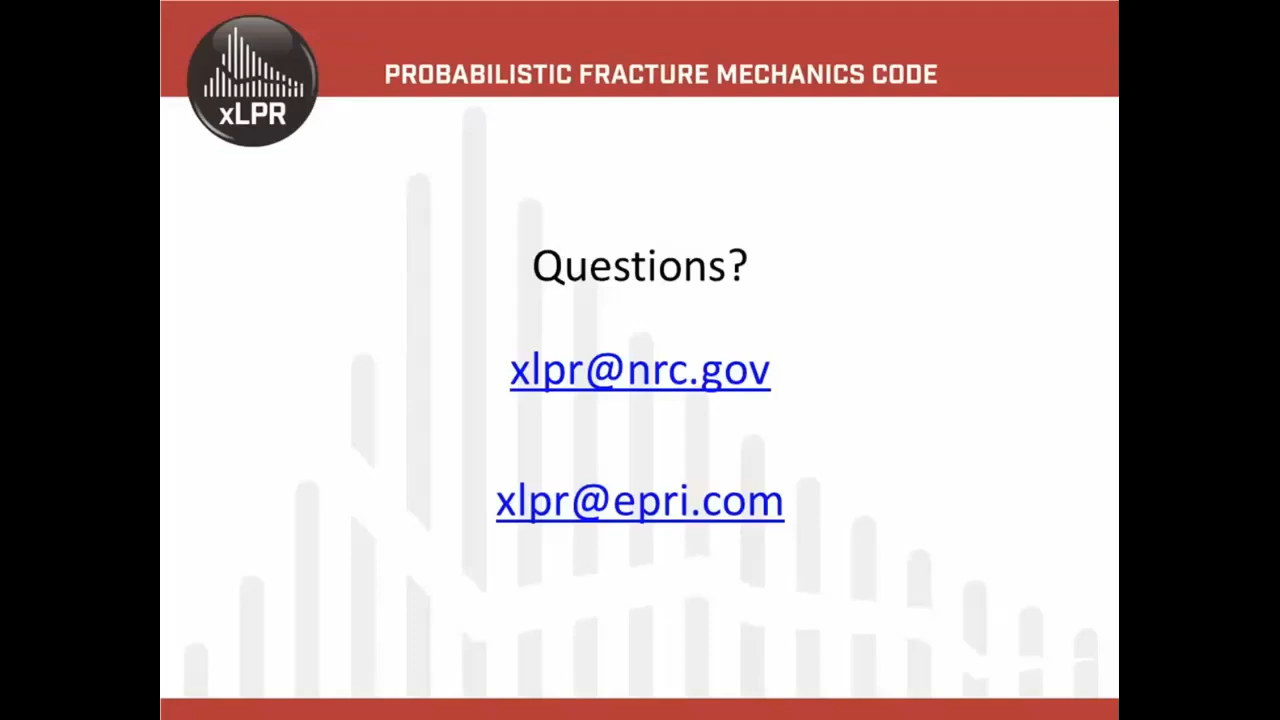 PROBABILISTIC FRACTURE MECHANICS CODE
xLPR
Questions?
xlpr@nrc.gov
xlpr@epri.com